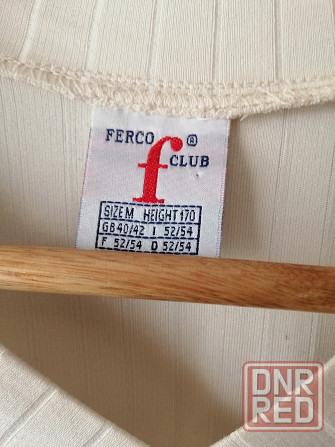 FERCO ®
f CLUB
SIZE M HEIGHT 170
GB 40/42 I 52/54
F 52/54 D 52/54
DNR
RED